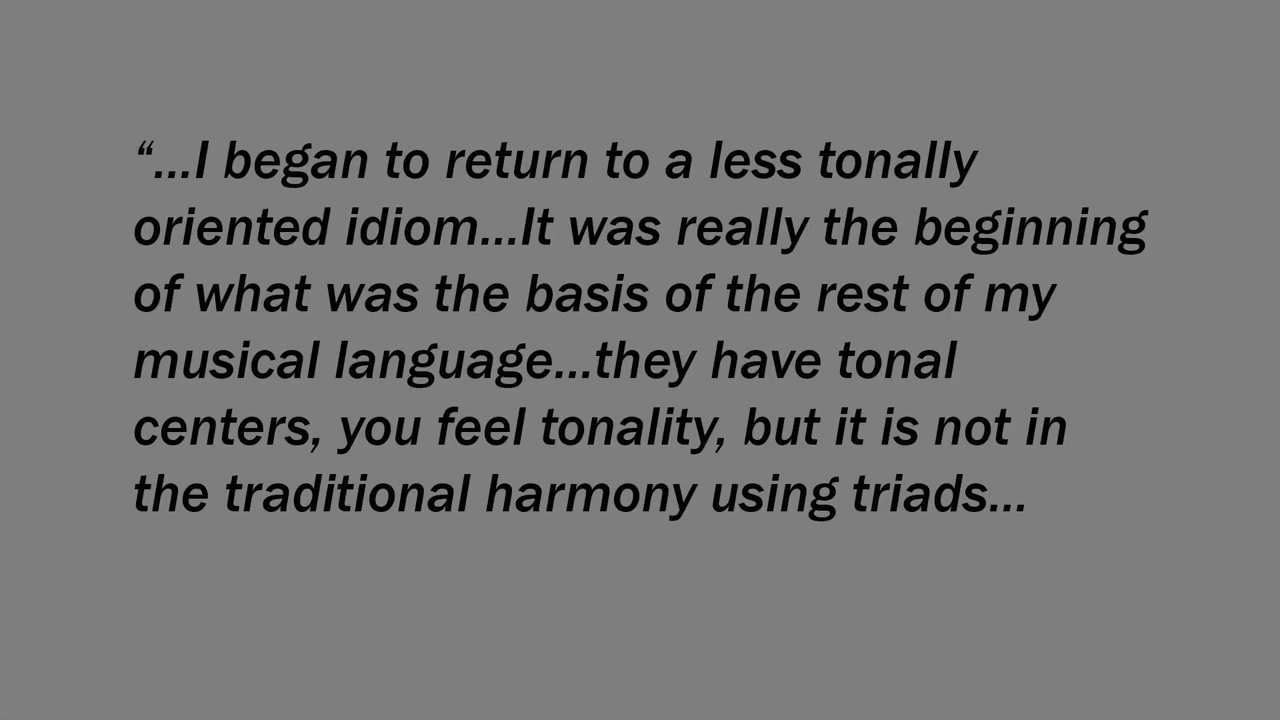 “...I began to return to a less tonally
oriented idiom...It was really the beginning
of what was the basis of the rest of my
musical language...they have tonal
centers, you feel tonality, but it is not in
the traditional harmony using triads...